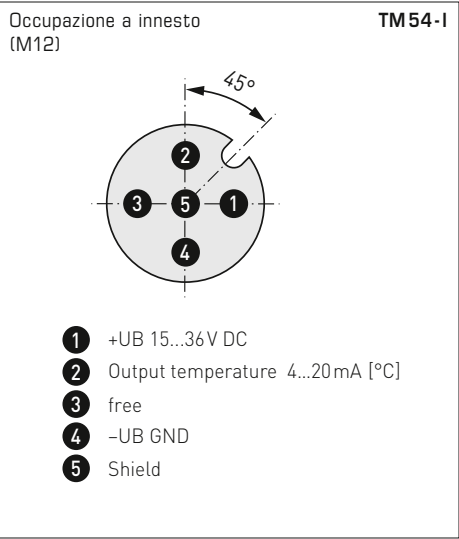 Occupazione a innesto TM54-I
(M12)
45°
2
3 5 1
4
1 +UB 15...36V DC
2 Output temperature 4...20mA [°C]
3 free
4 –UB GND
5 Shield